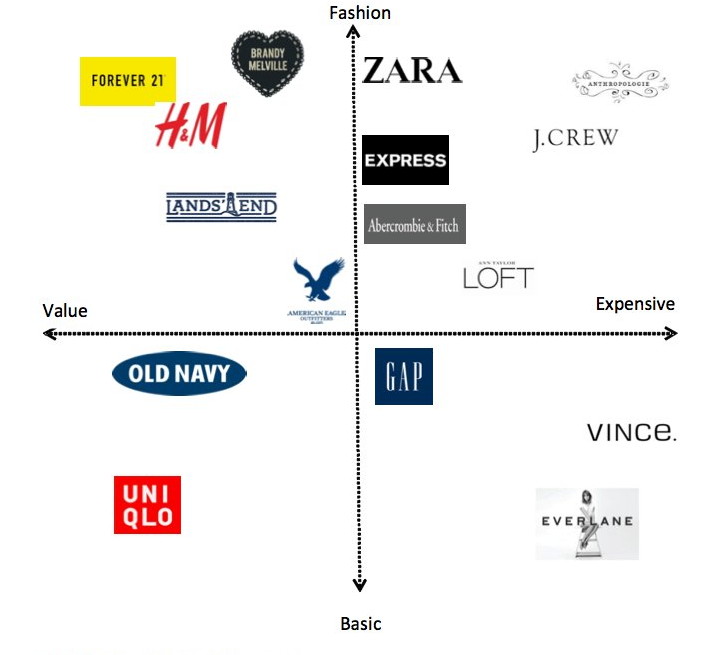 Fashion
BRANDY
MELVILLE
ZARA
FOREVER 21
ANTHROPOLOGIE
H&M
J.CREW
EXPRESS
LANDS' END
Abercrombie & Fitch
ANN TAYLOR
LOFT
AMERICAN EAGLE
OUTFITTERS
Value
Expensive
OLD NAVY
GAP
VINCE.
UNI
QLO
EVERLANE
Basic